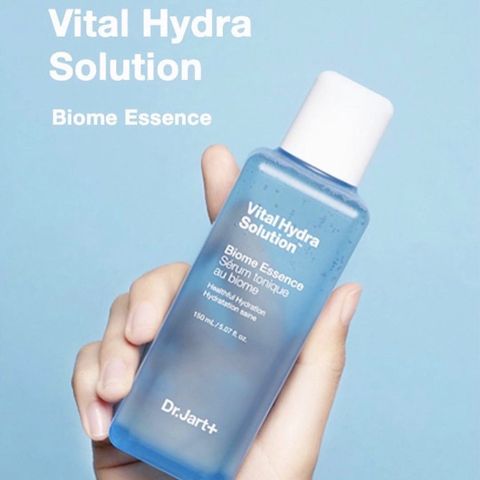 Vital Hydra
Solution
Biome Essence
Vital Hydra
Solution™
Biome Essence
Sérum tonique
au biome
Healthful Hydration
Hydratation saine
150 mL / 5.07 fl. oz.
Dr.Jart+